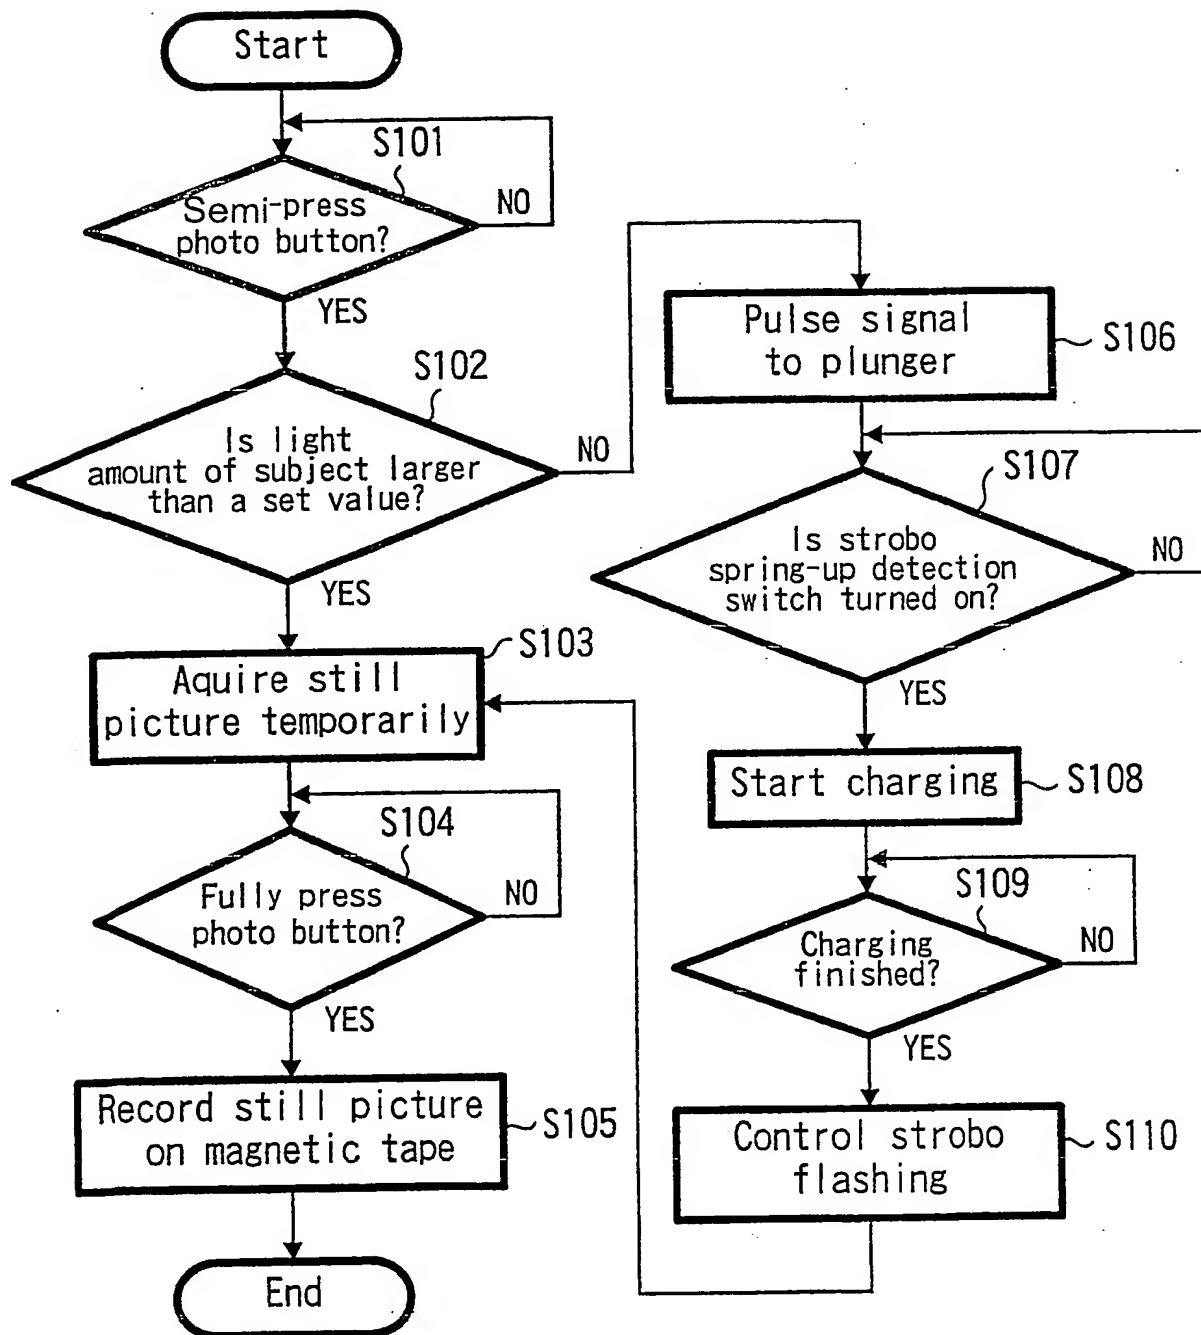 Start
S101
Semi-press
photo button?
NO
YES
S102
Is light
amount of subject larger
than a set value?
NO
YES
S103
Aquire still
picture temporarily
S104
Fully press
photo button?
NO
YES
Record still picture
on magnetic tape
S105
End
Pulse signal
to plunger
S106
S107
Is strobo
spring-up detection
switch turned on?
NO
YES
Start charging
S108
S109
Charging
finished?
NO
YES
Control strobo
flashing
S110